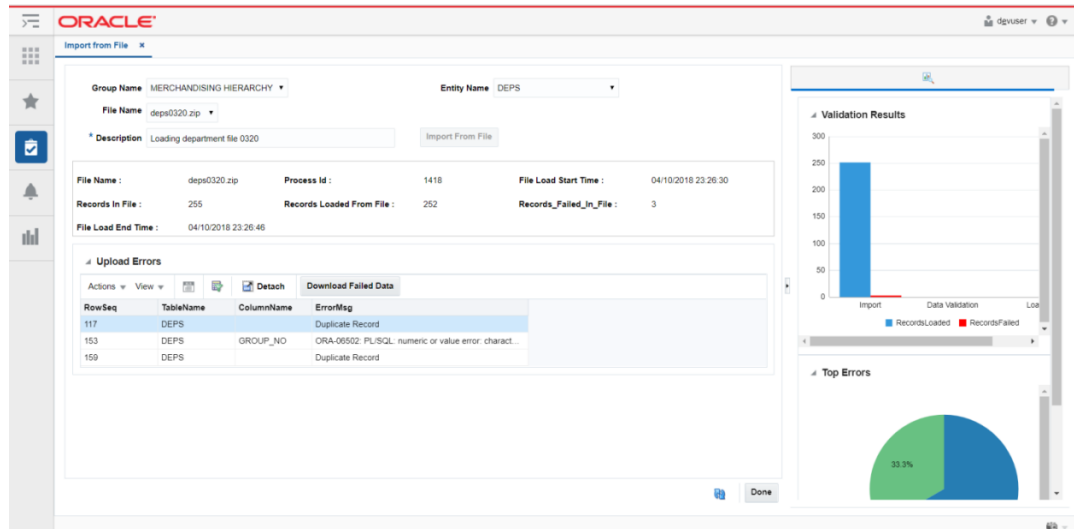 ORACLE
devuser
Import from File
Group Name MERCHANDISING HIERARCHY
Entity Name DEPS
File Name deps0320.zip
* Description Loading department file 0320
Import From File
File Name : deps0320.zip Process Id : 1418 File Load Start Time : 04/10/2018 23:26:30
Records In File : 255 Records Loaded From File : 252 Records_Failed_In_File : 3
File Load End Time : 04/10/2018 23:26:46
Upload Errors
Actions View Detach Download Failed Data
RowSeq TableName ColumnName ErrorMsg
117 DEPS Duplicate Record
153 DEPS GROUP_NO ORA-06502: PL/SQL: numeric or value error: charact...
159 DEPS Duplicate Record
Done
Validation Results
300
250
200
150
100
50
0
Import Data Validation Loa
RecordsLoaded RecordsFailed
Top Errors
33.3%